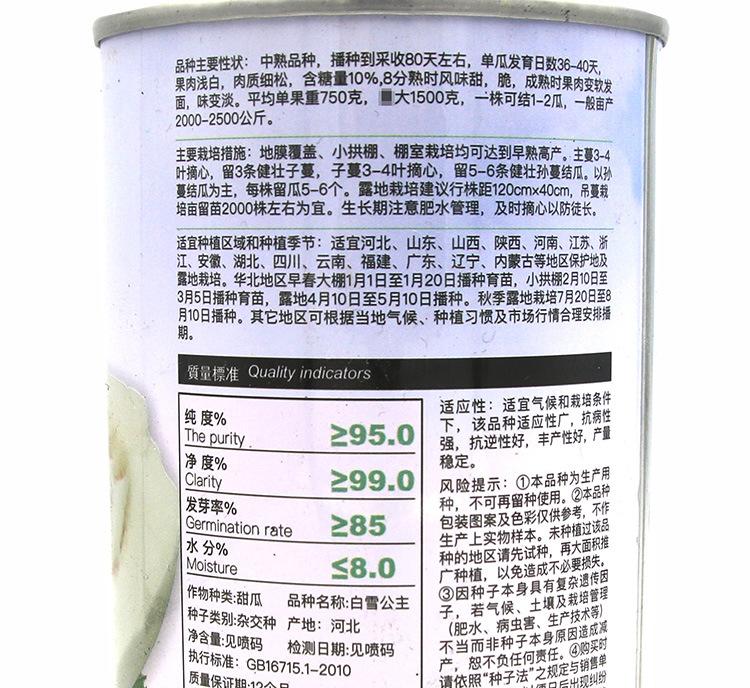 品种主要性状：中熟品种，播种到采收80天左右，单瓜发育日数36-40天，
果肉浅白，肉质细松，含糖量10%,8分熟时风味甜，脆，成熟时果肉变软发
面，味变淡。平均单果重750克，大1500克，一株可结1-2瓜，一般亩产
2000-2500公斤。
主要栽培措施：地膜覆盖、小拱棚、棚室栽培均可达到早熟高产。主蔓3-4
叶摘心，留3条健壮子蔓，子蔓3-4叶摘心，留5-6条健壮孙蔓结瓜。以孙
蔓结瓜为主，每株留瓜5-6个。露地栽培建议行株距120cm×40cm，吊蔓栽
培亩留苗2000株左右为宜。生长期注意肥水管理，及时摘心以防徒长。
适宜种植区域和种植季节：适宜河北、山东、山西、陕西、河南、江苏、浙
江、安徽、湖北、四川、云南、福建、广东、辽宁、内蒙古等地区保护地及
露地栽培。华北地区早春大棚1月1日至1月20日播种育苗，小拱棚2月10日至
3月5日播种育苗，露地4月10日至5月10日播种。秋季露地栽培7月20日至8
月10日播种。其它地区可根据当地气候、种植习惯及市场行情合理安排播
期。
質量標准 Quality indicators
纯 度%
The purity ≥95.0
净 度%
Clarity ≥99.0
发芽率%
Germination rate ≥85
水 分%
Moisture ≤8.0
作物种类:甜瓜 品种名称:白雪公主
种子类别:杂交种 产地：河北
净含量:见喷码 检测日期:见喷码
执行标准：GB16715.1-2010
质量保证期:12个月
适应性：适宜气候和栽培条件
下，该品种适应性广，抗病性
强，抗逆性好，丰产性好，产量
稳定。
风险提示：①本品种为生产用
种，不可再留种使用。②本品种
包装图案及色彩仅供参考，不作
生产上实物样本。未种植过该品
种的地区请先试种，再大面积推
广种植，以免造成不必要损失。
③因种子本身具有复杂遗传因
子，若气候、土壤及栽培管理
（肥水、病虫害、生产技术等）
不当而非种子本身原因造成减
产，恕不负任何责任。④购买时
请依照“种子法”之规定与销售单